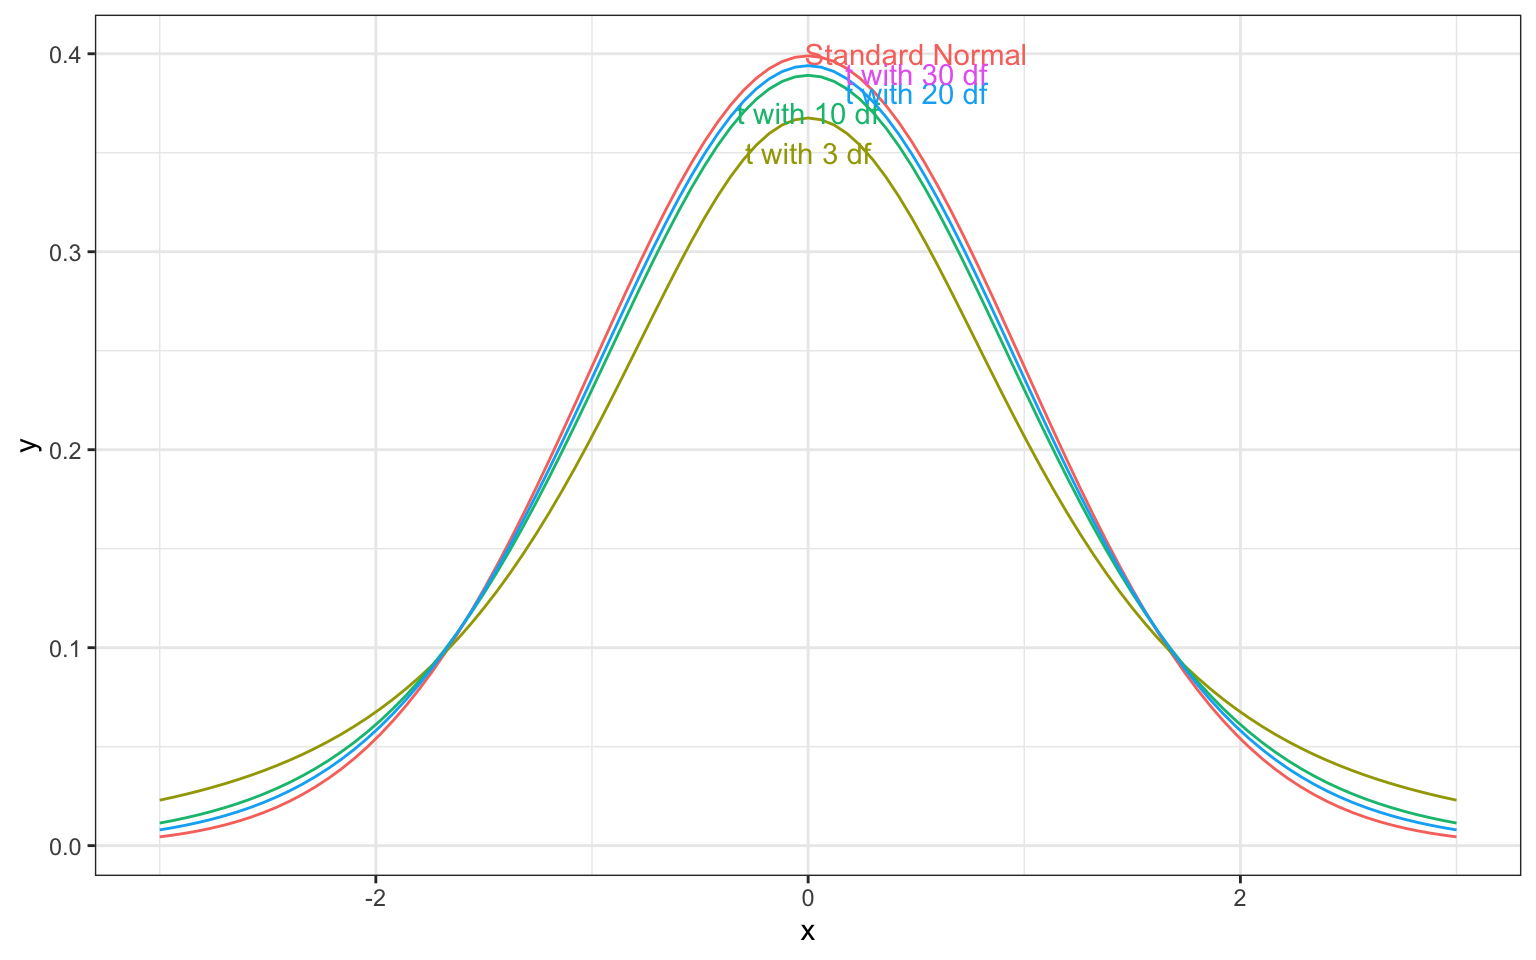 0.4
0.3
0.2
0.1
0.0
y
Standard Normal
t with 30 df
t with 20 df
t with 10 df
t with 3 df
-2
0
2
x